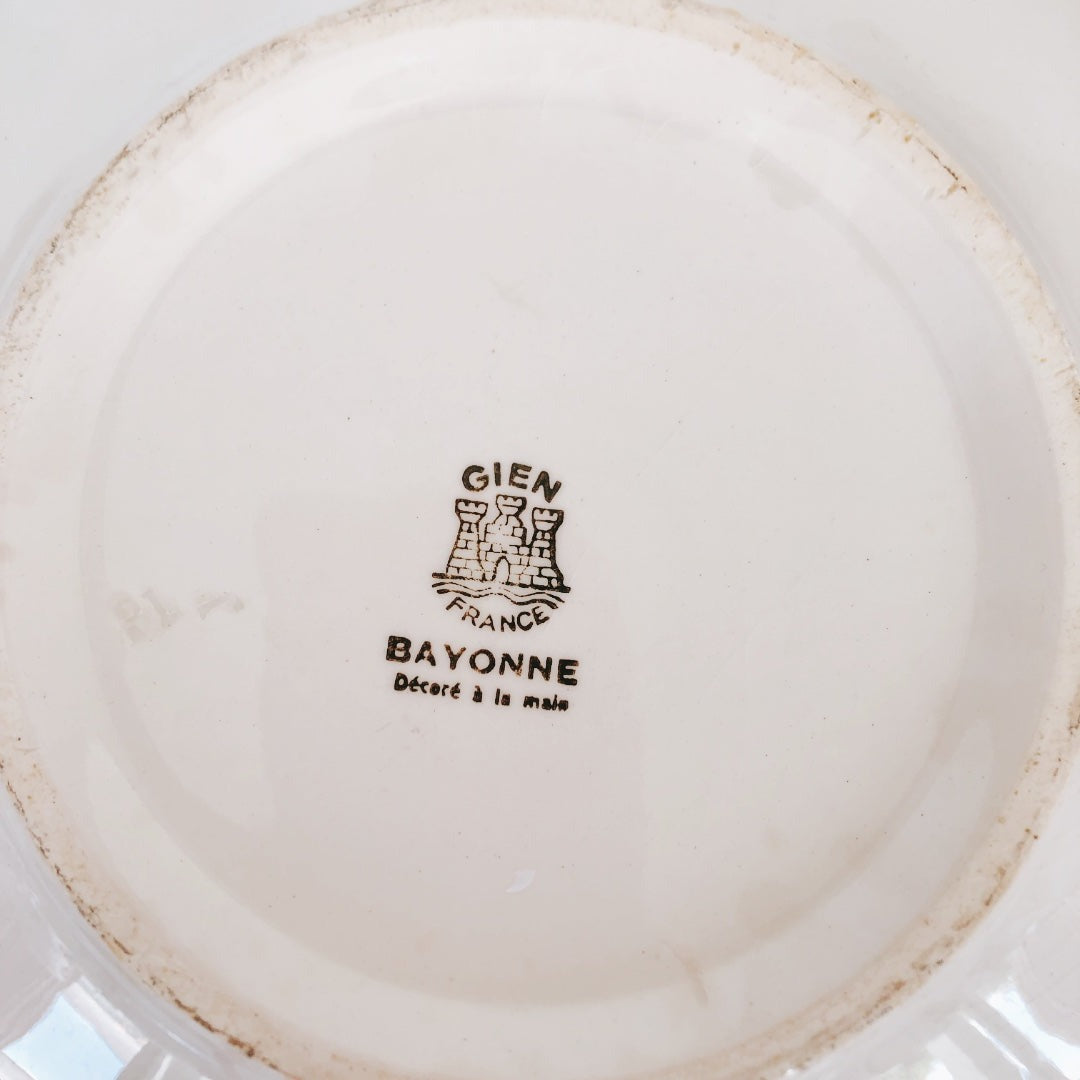 GIEN
FRANCE
BAYONNE
Décoré à la main